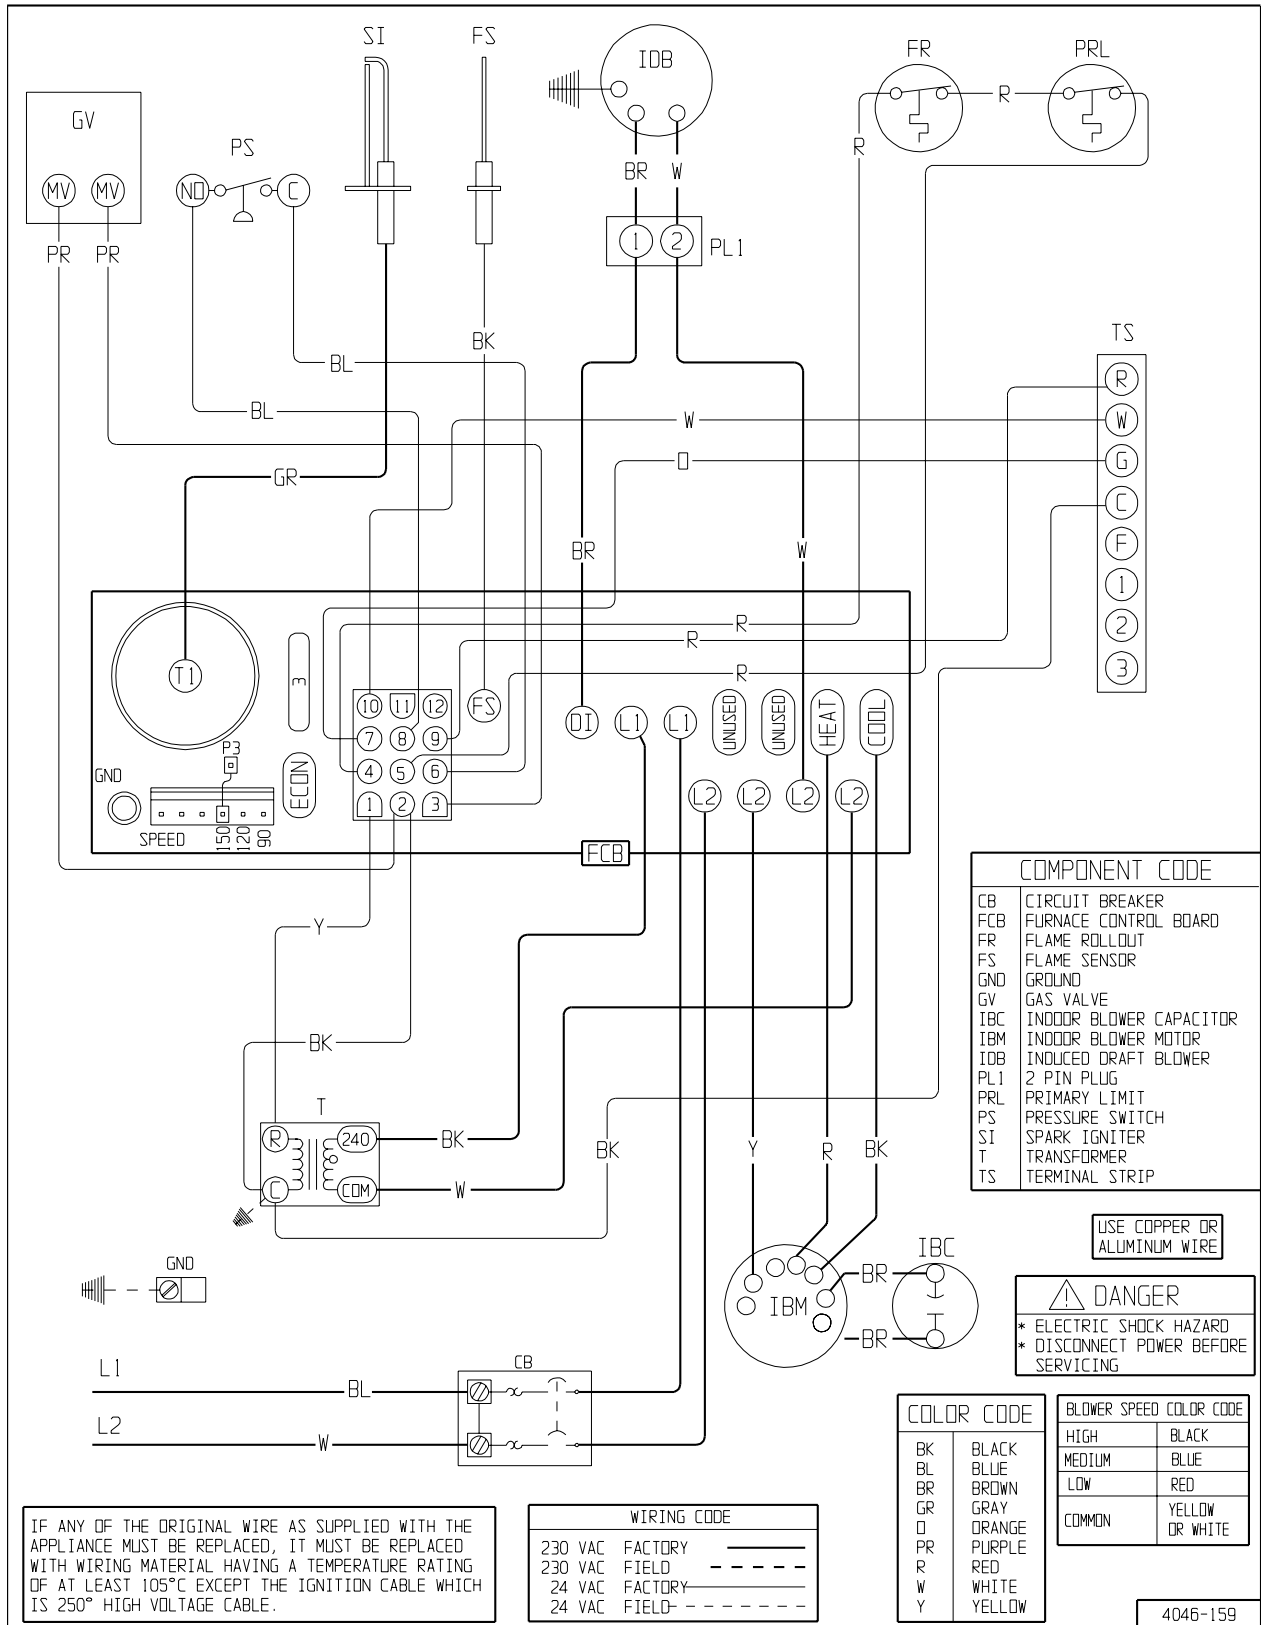 SI
FS
IDB
FR
PRL
GV
PS
R
R
MV
MV
NO
C
BR
W
PR
PR
1
2
PL1
BK
BL
TS
R
W
G
C
F
1
2
3
BL
W
O
GR
BR
W
R
R
R
T1
3
10
11
12
7
8
9
4
5
6
1
2
3
FS
DI
L1
L1
UNUSED
UNUSED
HEAT
COOL
L2
L2
L2
L2
GND
P3
ECON
SPEED
150
120
90
FCB
Y
BK
T
R
240
C
COM
BK
W
BK
Y
R
BK
COMPONENT CODE
CB CIRCUIT BREAKER
FCB FURNACE CONTROL BOARD
FR FLAME ROLLOUT
FS FLAME SENSOR
GND GROUND
GV GAS VALVE
IBC INDOOR BLOWER CAPACITOR
IBM INDOOR BLOWER MOTOR
IDB INDUCED DRAFT BLOWER
PL1 2 PIN PLUG
PRL PRIMARY LIMIT
PS PRESSURE SWITCH
SI SPARK IGNITER
T TRANSFORMER
TS TERMINAL STRIP
USE COPPER OR
ALUMINUM WIRE
GND
IBM
BR
BR
IBC
DANGER
* ELECTRIC SHOCK HAZARD
* DISCONNECT POWER BEFORE
SERVICING
L1
BL
CB
L2
W
COLOR CODE
BK BLACK
BL BLUE
BR BROWN
GR GRAY
O ORANGE
PR PURPLE
R RED
W WHITE
Y YELLOW
BLOWER SPEED COLOR CODE
HIGH BLACK
MEDIUM BLUE
LOW RED
COMMON YELLOW
OR WHITE
IF ANY OF THE ORIGINAL WIRE AS SUPPLIED WITH THE
APPLIANCE MUST BE REPLACED, IT MUST BE REPLACED
WITH WIRING MATERIAL HAVING A TEMPERATURE RATING
OF AT LEAST 105°C EXCEPT THE IGNITION CABLE WHICH
IS 250° HIGH VOLTAGE CABLE.
WIRING CODE
230 VAC FACTORY
230 VAC FIELD
24 VAC FACTORY
24 VAC FIELD
4046-159